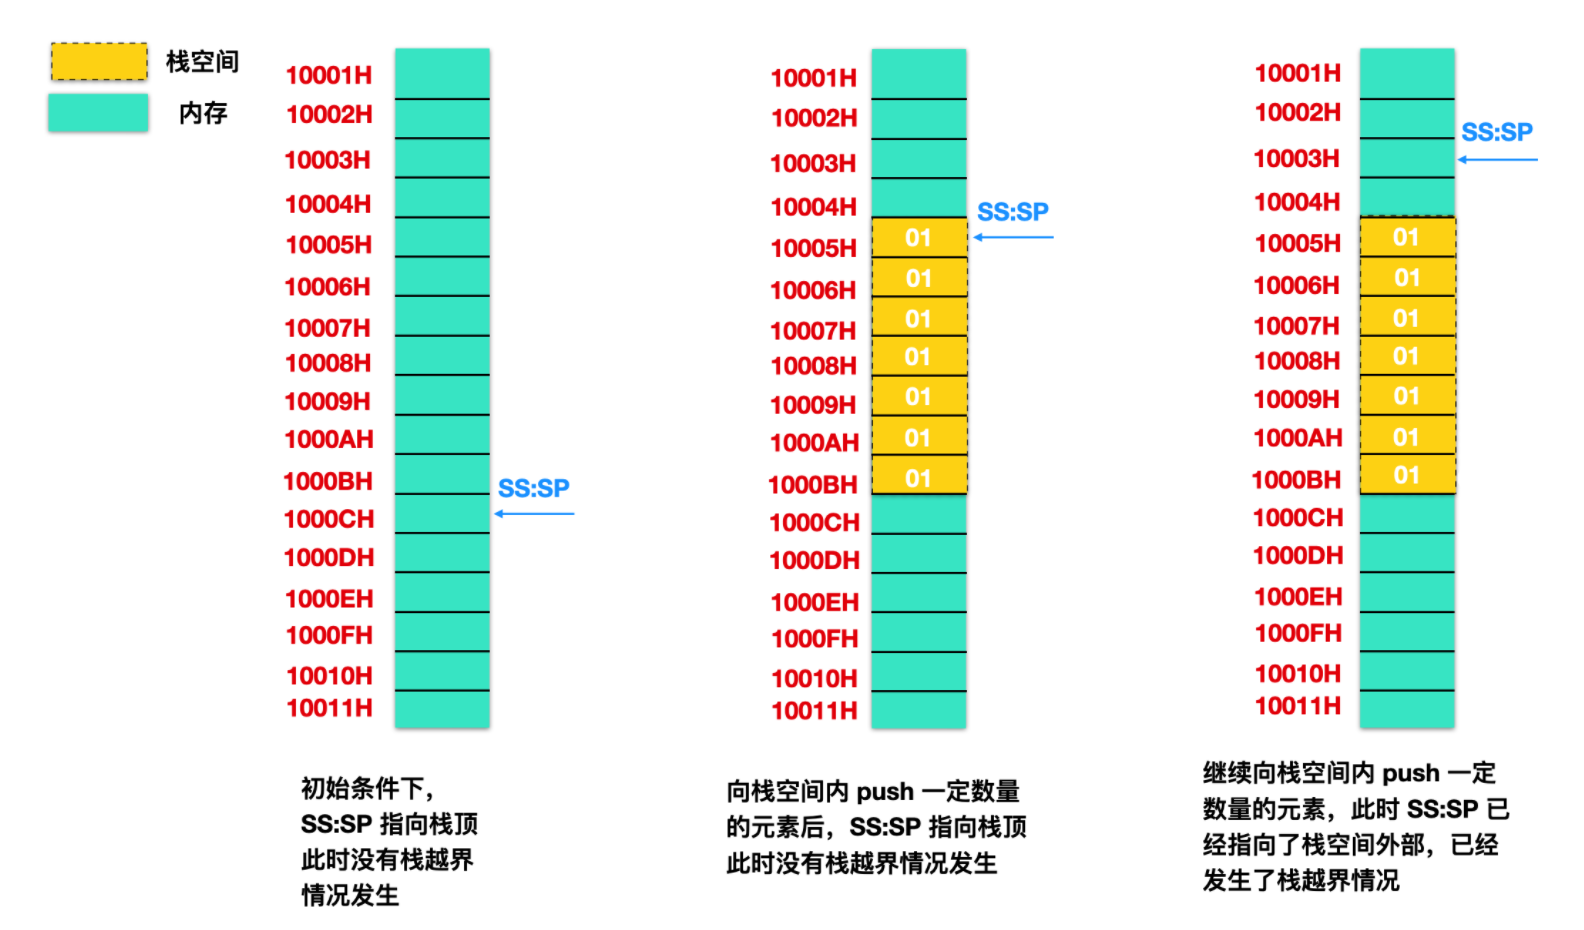 栈空间
内存
10001H
10002H
10003H
10004H
10005H
10006H
10007H
10008H
10009H
1000AH
1000BH
1000CH
1000DH
1000EH
1000FH
10010H
10011H
SS:SP
初始条件下，
SS:SP 指向栈顶
此时没有栈越界
情况发生
10001H
10002H
10003H
10004H
10005H
10006H
10007H
10008H
10009H
1000AH
1000BH
1000CH
1000DH
1000EH
1000FH
10010H
10011H
01
01
01
01
01
01
01
SS:SP
向栈空间内 push 一定数量
的元素后，SS:SP 指向栈顶
此时没有栈越界情况发生
10001H
10002H
10003H
10004H
10005H
10006H
10007H
10008H
10009H
1000AH
1000BH
1000CH
1000DH
1000EH
1000FH
10010H
10011H
01
01
01
01
01
01
01
SS:SP
继续向栈空间内 push 一定
数量的元素，此时 SS:SP 已
经指向了栈空间外部，已经
发生了栈越界情况